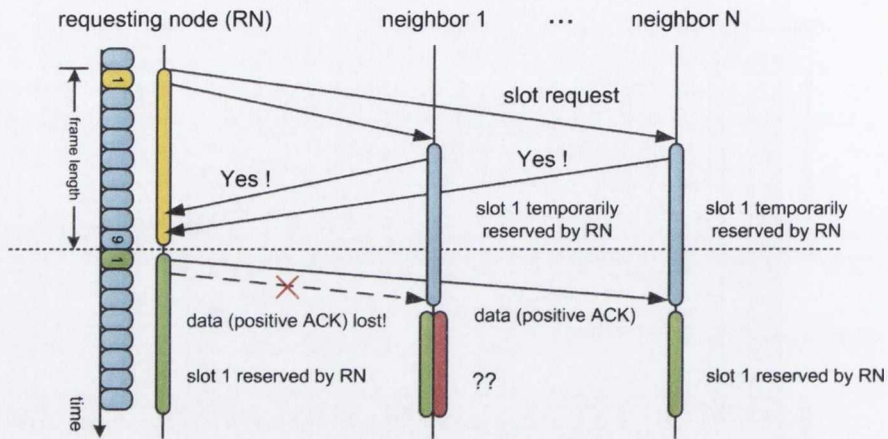 requesting node (RN)
neighbor 1
...
neighbor N
1
frame length
slot request
Yes !
Yes !
slot 1 temporarily
reserved by RN
slot 1 temporarily
reserved by RN
9
1
data (positive ACK) lost!
data (positive ACK)
slot 1 reserved by RN
??
slot 1 reserved by RN
time